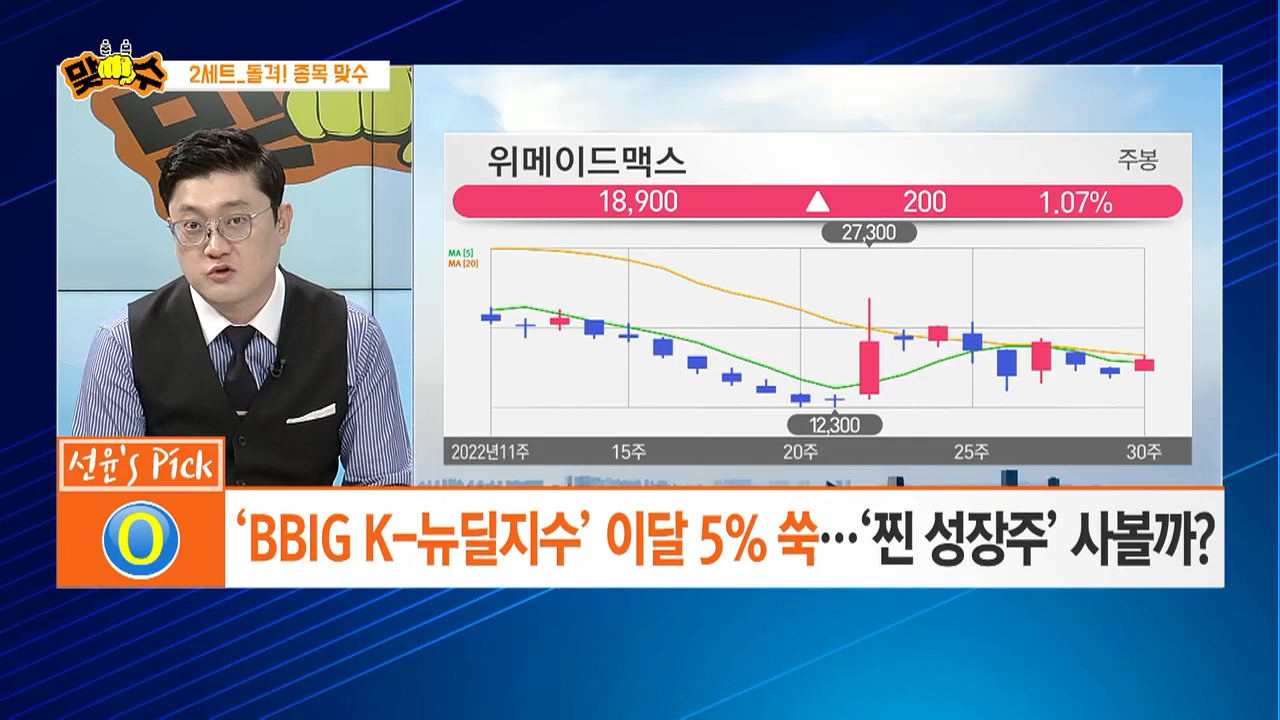 맞수
2세트_돌격! 종목 맞수
위메이드맥스
주봉
18,900 ▲ 200 1.07%
27,300
MA [5]
MA [20]
12,300
2022년11주 15주 20주 25주 30주
선윤's Pick
O
‘BBIG K-뉴딜지수’ 이달 5% 쑥…‘찐 성장주’ 사볼까?